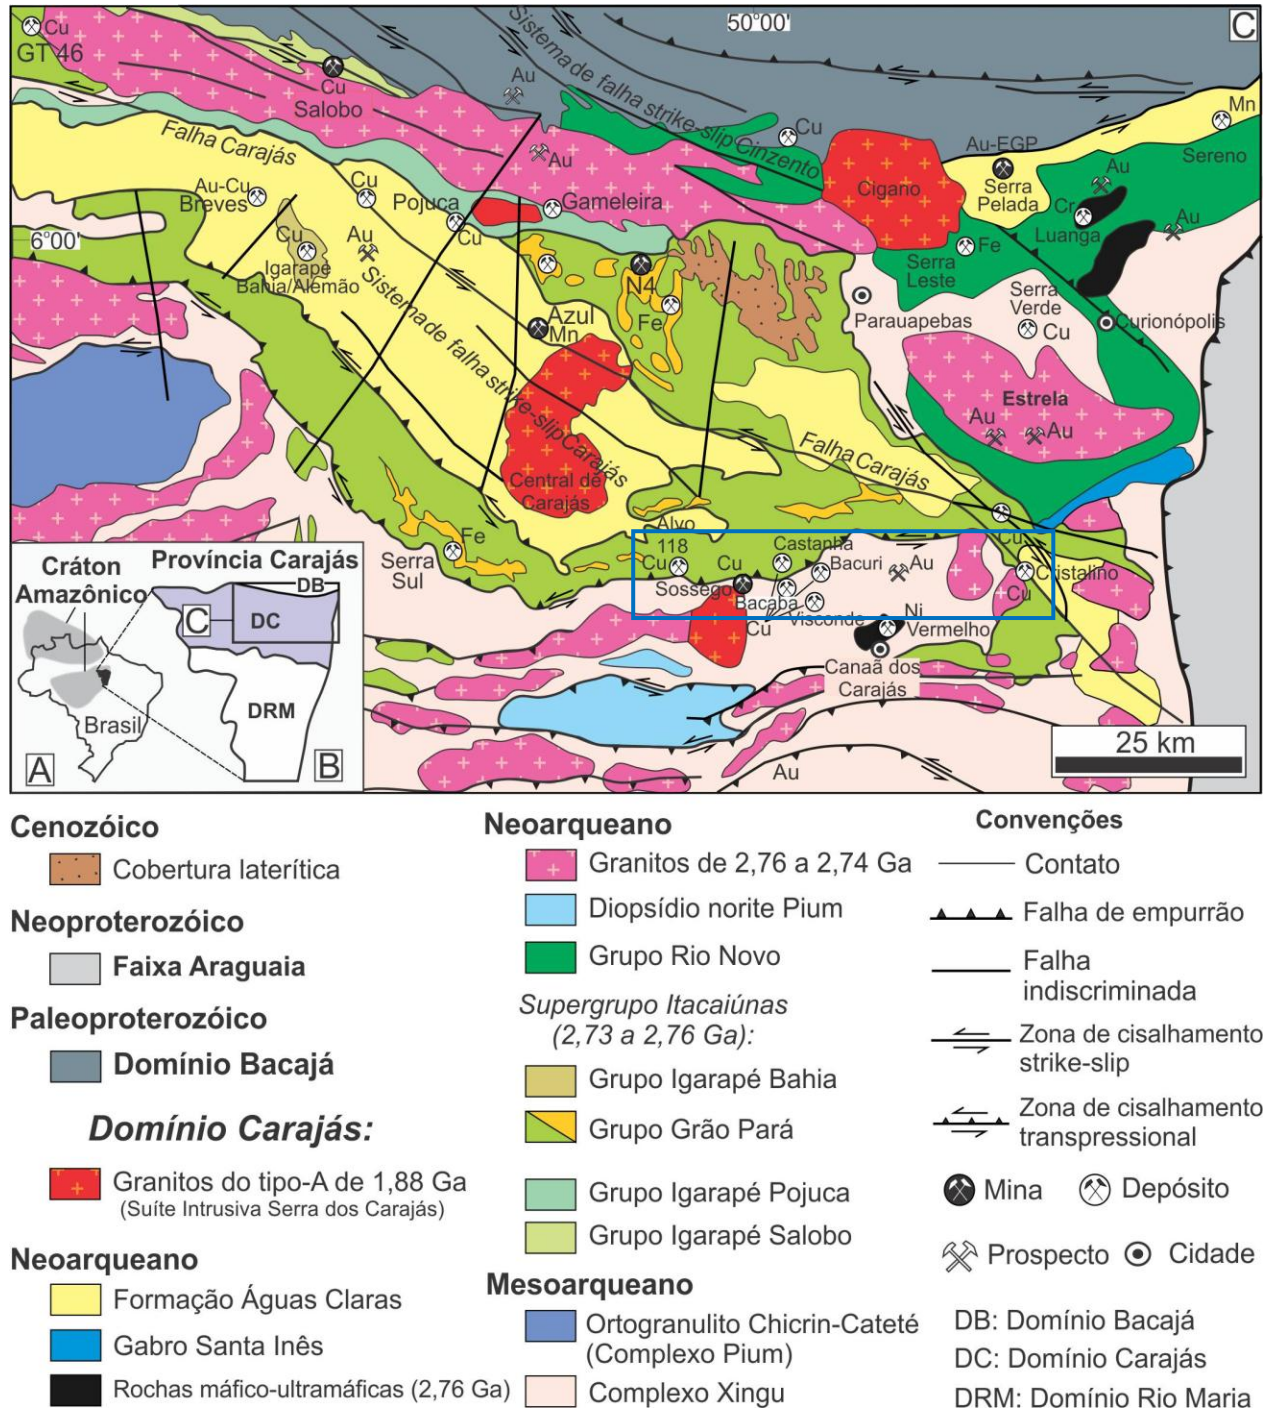 50°00'
C
Cu
GT 46
Cu
Salobo
Sistema de falha strike-slip Cinzento
Au
Cu
Mn
Falha Carajás
Au
Cigano
Au-EGP
Serra
Pelada
Au
Sereno
Au-Cu
Breves
Cu
Pojuca
Cu
Gameleira
Cr
Luanga
Au
6°00'
Cu
Igarapé
Bahia/Alemão
Au
Fe
Serra
Leste
N4
Fe
Serra
Verde
Cu
Azul
Mn
Parauapebas
Curionópolis
Sistema de falha strike-slip Carajás
Estrela
Au
Au
Falha Carajás
Central de
Carajás
Fe
Serra
Sul
Alvo
118
Cu
Cu
Sossego
Castanha
Bacuri
Au
Cu
Cristalino
Cu
Bacaba
Visconde
Cu
Ni
Vermelho
Canaã dos
Carajás
Au
25 km
Cráton
Amazônico
Província Carajás
DB
C
DC
DRM
Brasil
A
B
Cenozóico
Cobertura laterítica
Neoproterozóico
Faixa Araguaia
Paleoproterozóico
Domínio Bacajá
Domínio Carajás:
Granitos do tipo-A de 1,88 Ga
(Suíte Intrusiva Serra dos Carajás)
Neoarqueano
Formação Águas Claras
Gabro Santa Inês
Rochas máfico-ultramáficas (2,76 Ga)
Neoarqueano
Granitos de 2,76 a 2,74 Ga
Diopsídio norite Pium
Grupo Rio Novo
Supergrupo Itacaiúnas
(2,73 a 2,76 Ga):
Grupo Igarapé Bahia
Grupo Grão Pará
Grupo Igarapé Pojuca
Grupo Igarapé Salobo
Mesoarqueano
Ortogranulito Chicrin-Cateté
(Complexo Pium)
Complexo Xingu
Convenções
Contato
Falha de empurrão
Falha
indiscriminada
Zona de cisalhamento
strike-slip
Zona de cisalhamento
transpressional
Mina
Depósito
Prospecto
Cidade
DB: Domínio Bacajá
DC: Domínio Carajás
DRM: Domínio Rio Maria